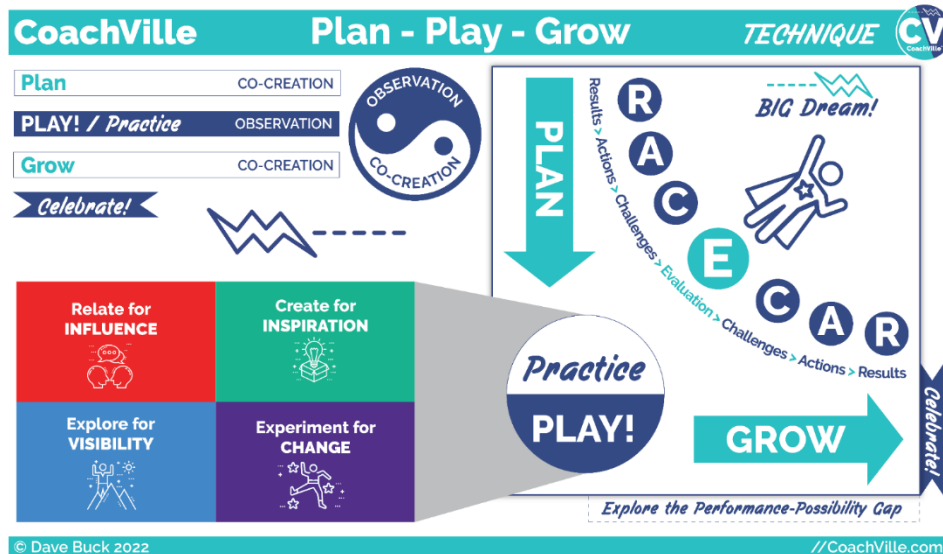 CoachVille
Plan - Play - Grow
TECHNIQUE
CV
CoachVille
Plan CO-CREATION
PLAY! / Practice OBSERVATION
Grow CO-CREATION
Celebrate!
OBSERVATION
CO-CREATION
PLAN
Results > Actions > Challenges > Evaluation > Challenges > Actions > Results
R
A
C
E
C
A
R
BIG Dream!
Relate for
INFLUENCE
Create for
INSPIRATION
Explore for
VISIBILITY
Experiment for
CHANGE
Practice
PLAY!
GROW
Celebrate!
Explore the Performance-Possibility Gap
© Dave Buck 2022
//CoachVille.com